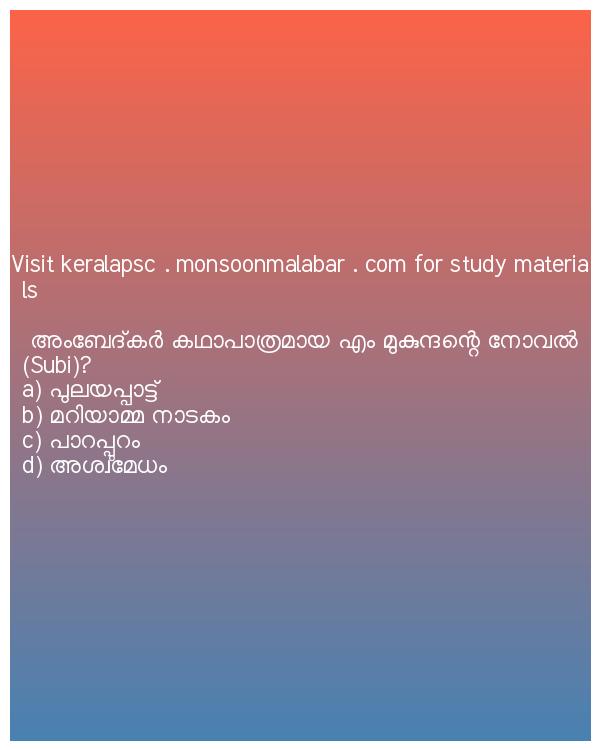 Visit keralapsc . monsoonmalabar . com for study materia
ls
അംബേദ്കർ കഥാപാത്രമായ എം മുകുന്ദന്റെ നോവൽ
(Subi)?
a) പുലയപ്പാട്ട്
b) മറിയാമ്മ നാടകം
c) പാറപ്പുറം
d) അശ്വമേധം